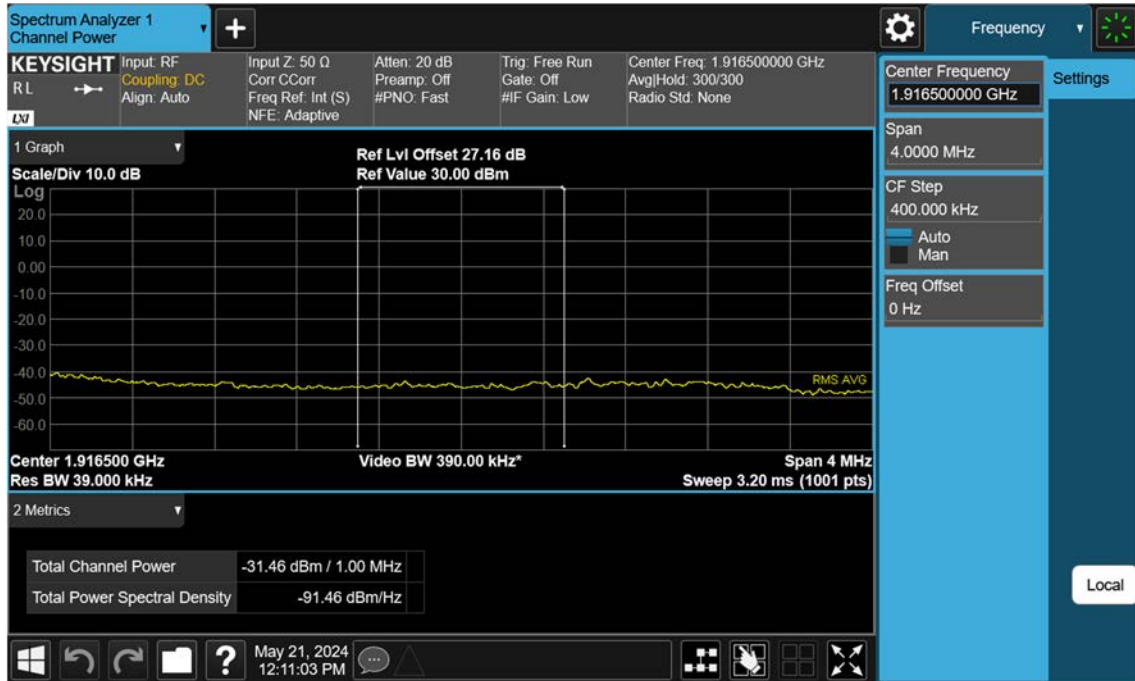 Spectrum Analyzer 1
Channel Power
Frequency
KEYSIGHT
R L
LXI
Input: RF
Coupling: DC
Align: Auto
Input Z: 50 Ω
Corr CCorr
Freq Ref: Int (S)
NFE: Adaptive
Atten: 20 dB
Preamp: Off
#PNO: Fast
Trig: Free Run
Gate: Off
#IF Gain: Low
Center Freq: 1.916500000 GHz
Avg|Hold: 300/300
Radio Std: None
Center Frequency
1.916500000 GHz
Settings
Span
4.0000 MHz
CF Step
400.000 kHz
Auto
Man
Freq Offset
0 Hz
Local
1 Graph
Scale/Div 10.0 dB
Ref Lvl Offset 27.16 dB
Ref Value 30.00 dBm
Log
20.0
10.0
0.00
-10.0
-20.0
-30.0
-40.0
-50.0
-60.0
RMS AVG
Center 1.916500 GHz
Video BW 390.00 kHz*
Span 4 MHz
Res BW 39.000 kHz
Sweep 3.20 ms (1001 pts)
2 Metrics
Total Channel Power -31.46 dBm / 1.00 MHz
Total Power Spectral Density -91.46 dBm/Hz
?
May 21, 2024
12:11:03 PM